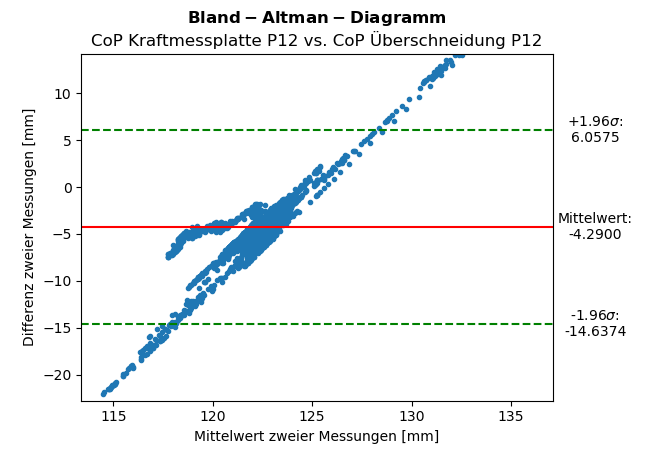 Bland − Altman − Diagramm
CoP Kraftmessplatte P12 vs. CoP Überschneidung P12
Differenz zweier Messungen [mm]
10
5
0
−5
−10
−15
−20
+1.96σ:
6.0575
Mittelwert:
-4.2900
-1.96σ:
-14.6374
115 120 125 130 135
Mittelwert zweier Messungen [mm]